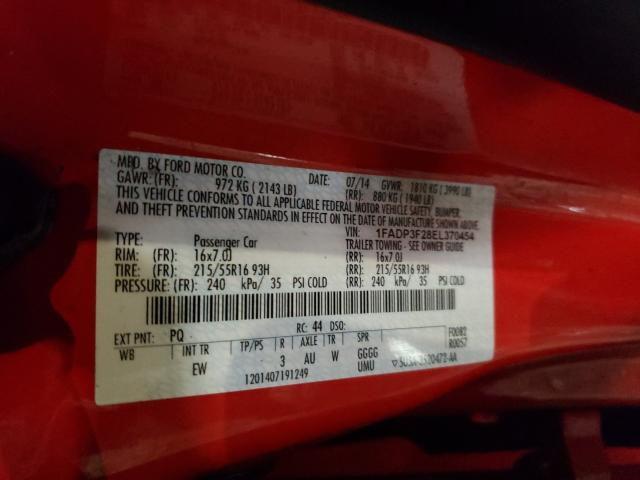 MFD. BY FORD MOTOR CO.
DATE: 07/14 GVWR: 1810 KG ( 3990 LB)
GAWR: (FR): 972 KG ( 2143 LB) (RR): 880 KG ( 1940 LB)
THIS VEHICLE CONFORMS TO ALL APPLICABLE FEDERAL MOTOR VEHICLE SAFETY, BUMPER,
AND THEFT PREVENTION STANDARDS IN EFFECT ON THE DATE OF MANUFACTURE SHOWN ABOVE.
VIN: 1FADP3F28EL370454
TYPE: Passenger Car TRAILER TOWING - SEE OWNER GUIDE
RIM: (FR): 16x7.0J (RR): 16x7.0J
TIRE: (FR): 215/55R16 93H (RR): 215/55R16 93H
PRESSURE: (FR): 240 kPa/ 35 PSI COLD (RR): 240 kPa/ 35 PSI COLD
RC: 44 DSO: F0082
EXT PNT: PQ R0057
WB INT TR TP/PS R AXLE TR SPR
EW 3 AU W GGGG
UMU
1201407191249